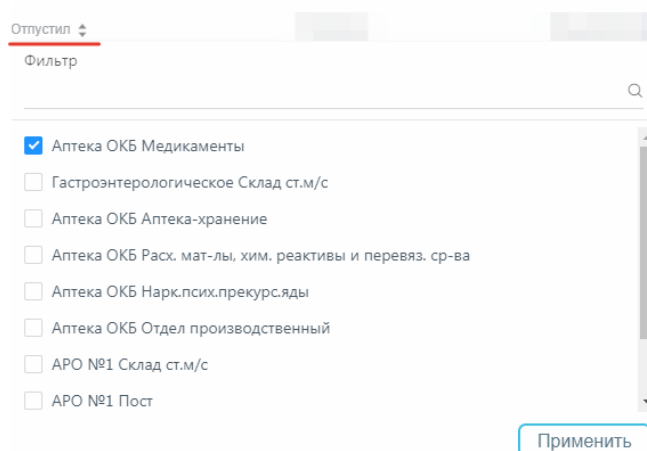 Отпустил
Фильтр
Аптека ОКБ Медикаменты
Гастроэнтерологическое Склад ст.м/с
Аптека ОКБ Аптека-хранение
Аптека ОКБ Расх. мат-лы, хим. реактивы и перевяз. ср-ва
Аптека ОКБ Нарк.псих.прекурс.яды
Аптека ОКБ Отдел производственный
АРО №1 Склад ст.м/с
АРО №1 Пост
Применить